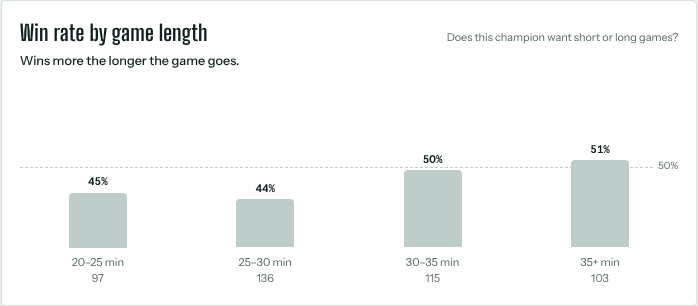 Win rate by game length
Does this champion want short or long games?
Wins more the longer the game goes.
45%
44%
50%
51%
50%
20–25 min
25–30 min
30–35 min
35+ min
97
136
115
103